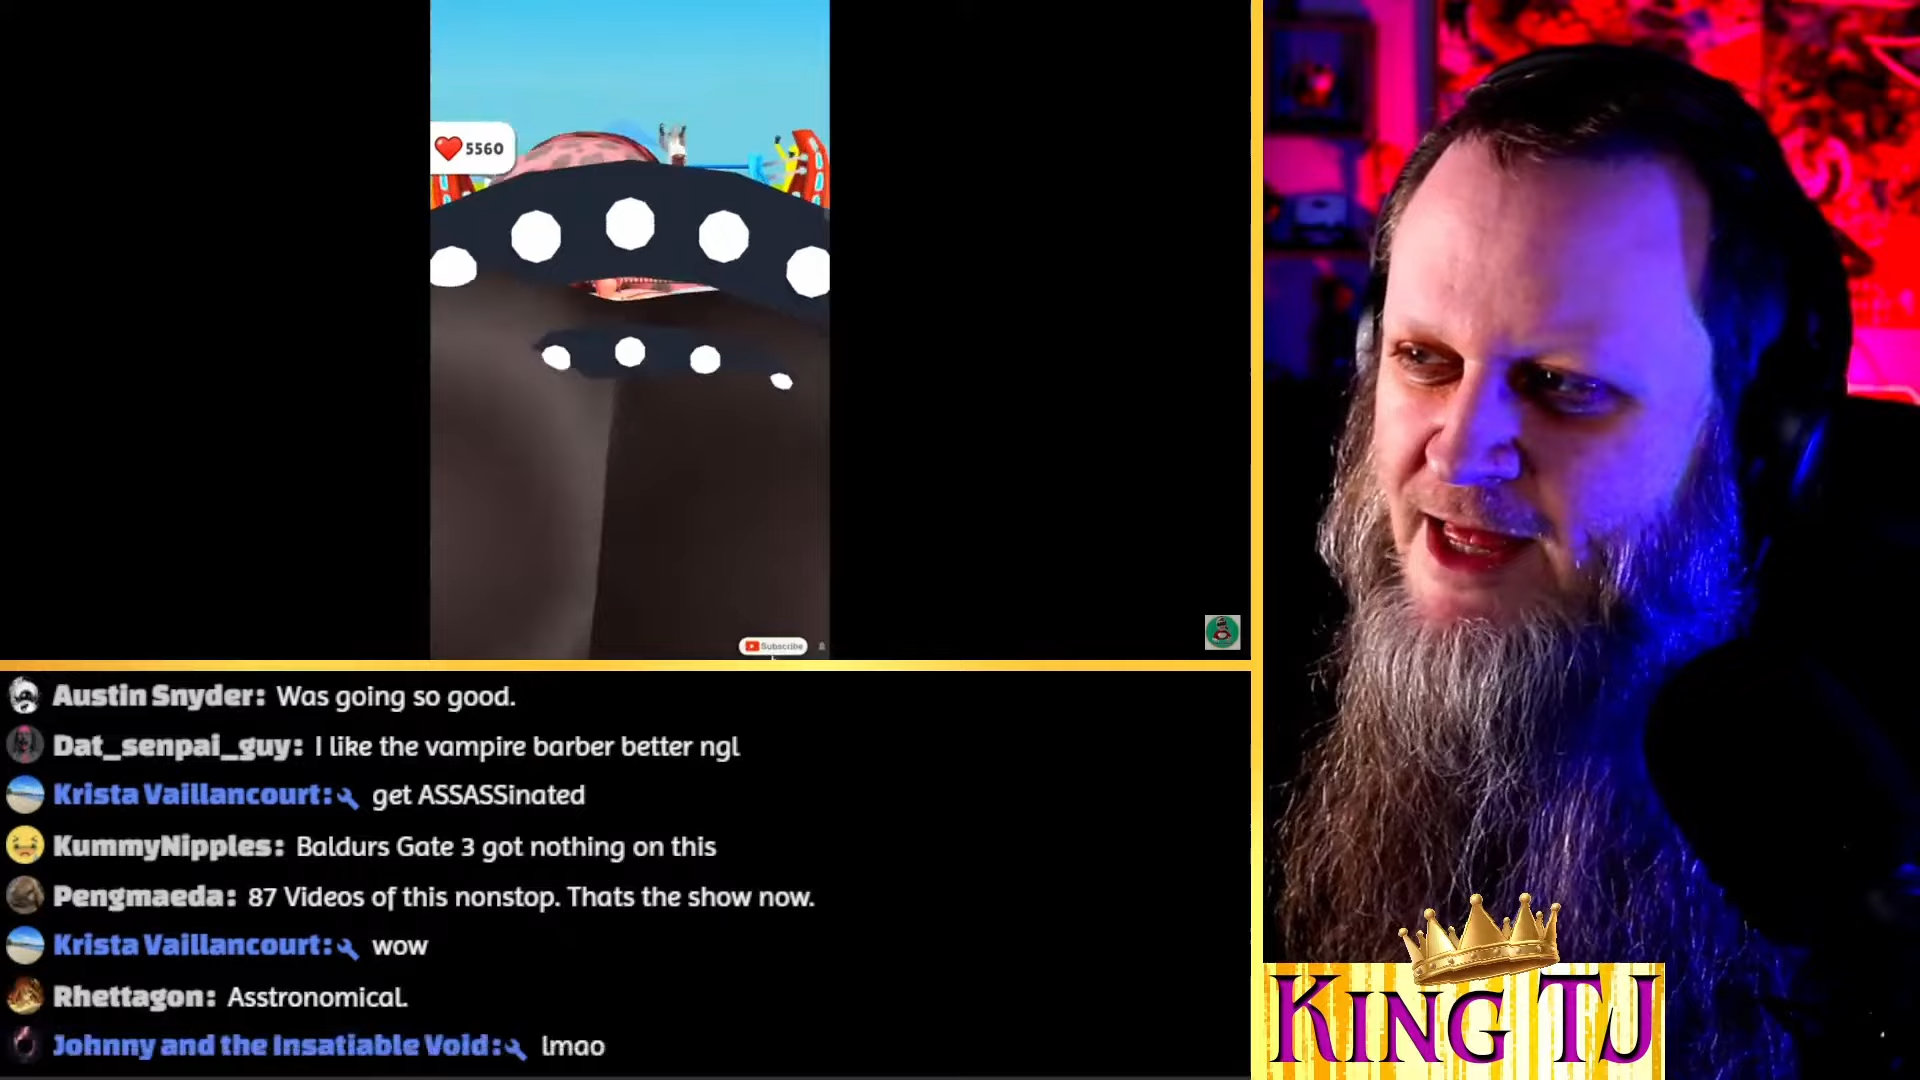 5560
Subscribe
Austin Snyder: Was going so good.
Dat_senpai_guy: I like the vampire barber better ngl
Krista Vaillancourt: get ASSASSinated
KummyNipples: Baldurs Gate 3 got nothing on this
Pengmaeda: 87 Videos of this nonstop. Thats the show now.
Krista Vaillancourt: wow
Rhettagon: Asstronomical.
Johnny and the Insatiable Void: lmao
KING TJ